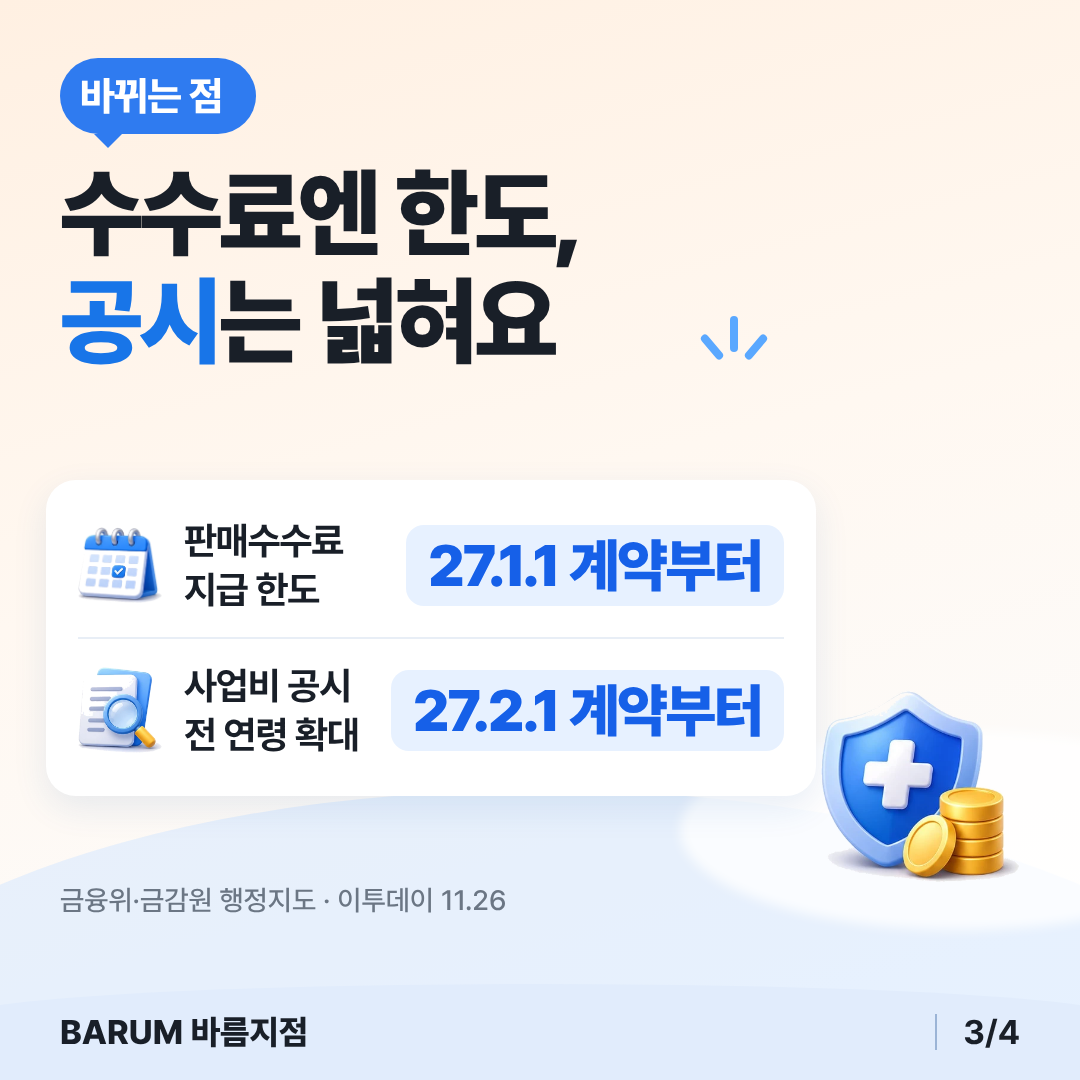 바뀌는 점
수수료엔 한도,
공시는 넓혀요
판매수수료
지급 한도
27.1.1 계약부터
사업비 공시
전 연령 확대
27.2.1 계약부터
금융위·금감원 행정지도 · 이투데이 11.26
BARUM 바름지점
3/4